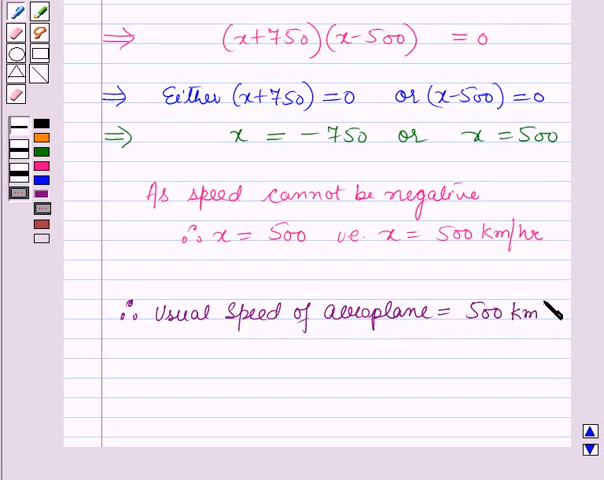 ⇒ (x+750)(x-500) = 0
⇒ Either (x+750)=0 or (x-500)=0
⇒ x = -750 or x = 500
As speed cannot be negative
∴ x = 500 i.e. x = 500 km/hr
∴ Usual Speed of aeroplane = 500 km